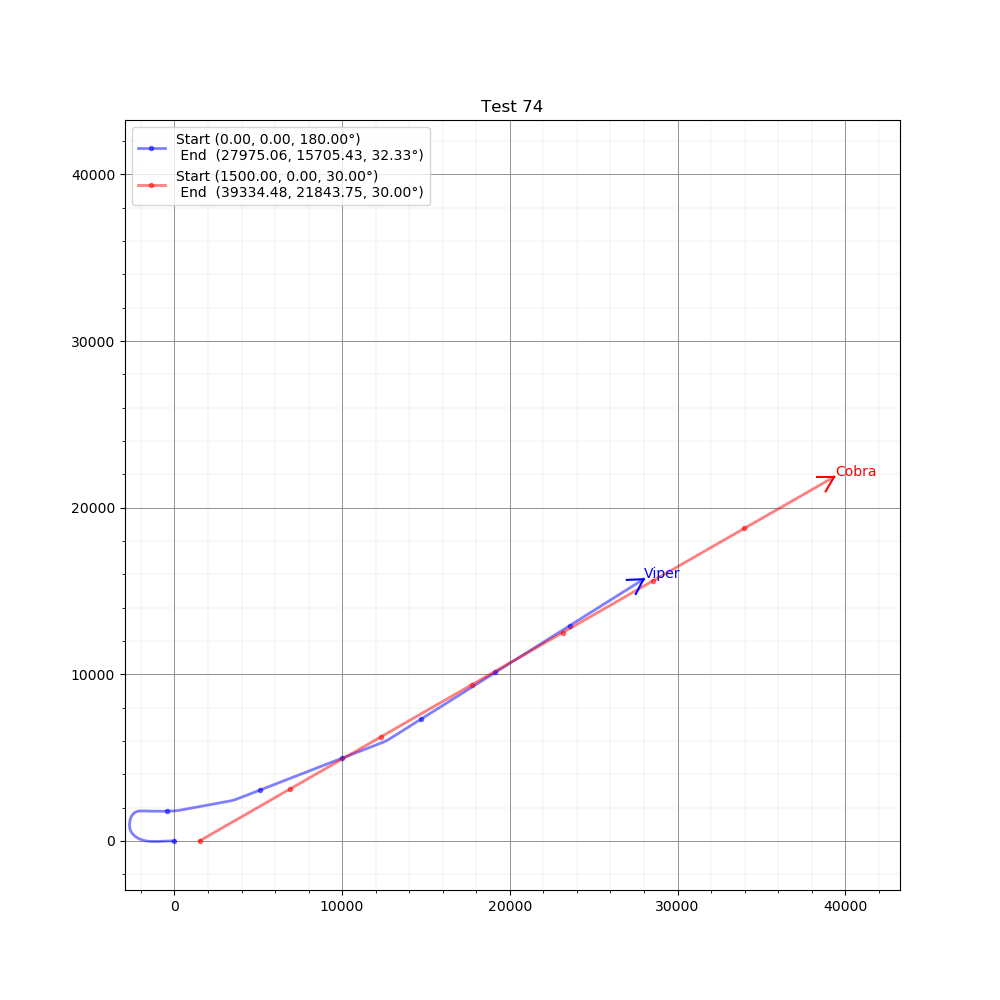 Test 74
Start (0.00, 0.00, 180.00°)
End (27975.06, 15705.43, 32.33°)
Start (1500.00, 0.00, 30.00°)
End (39334.48, 21843.75, 30.00°)
40000
30000
20000
10000
0
Cobra
Viper
0
10000
20000
30000
40000